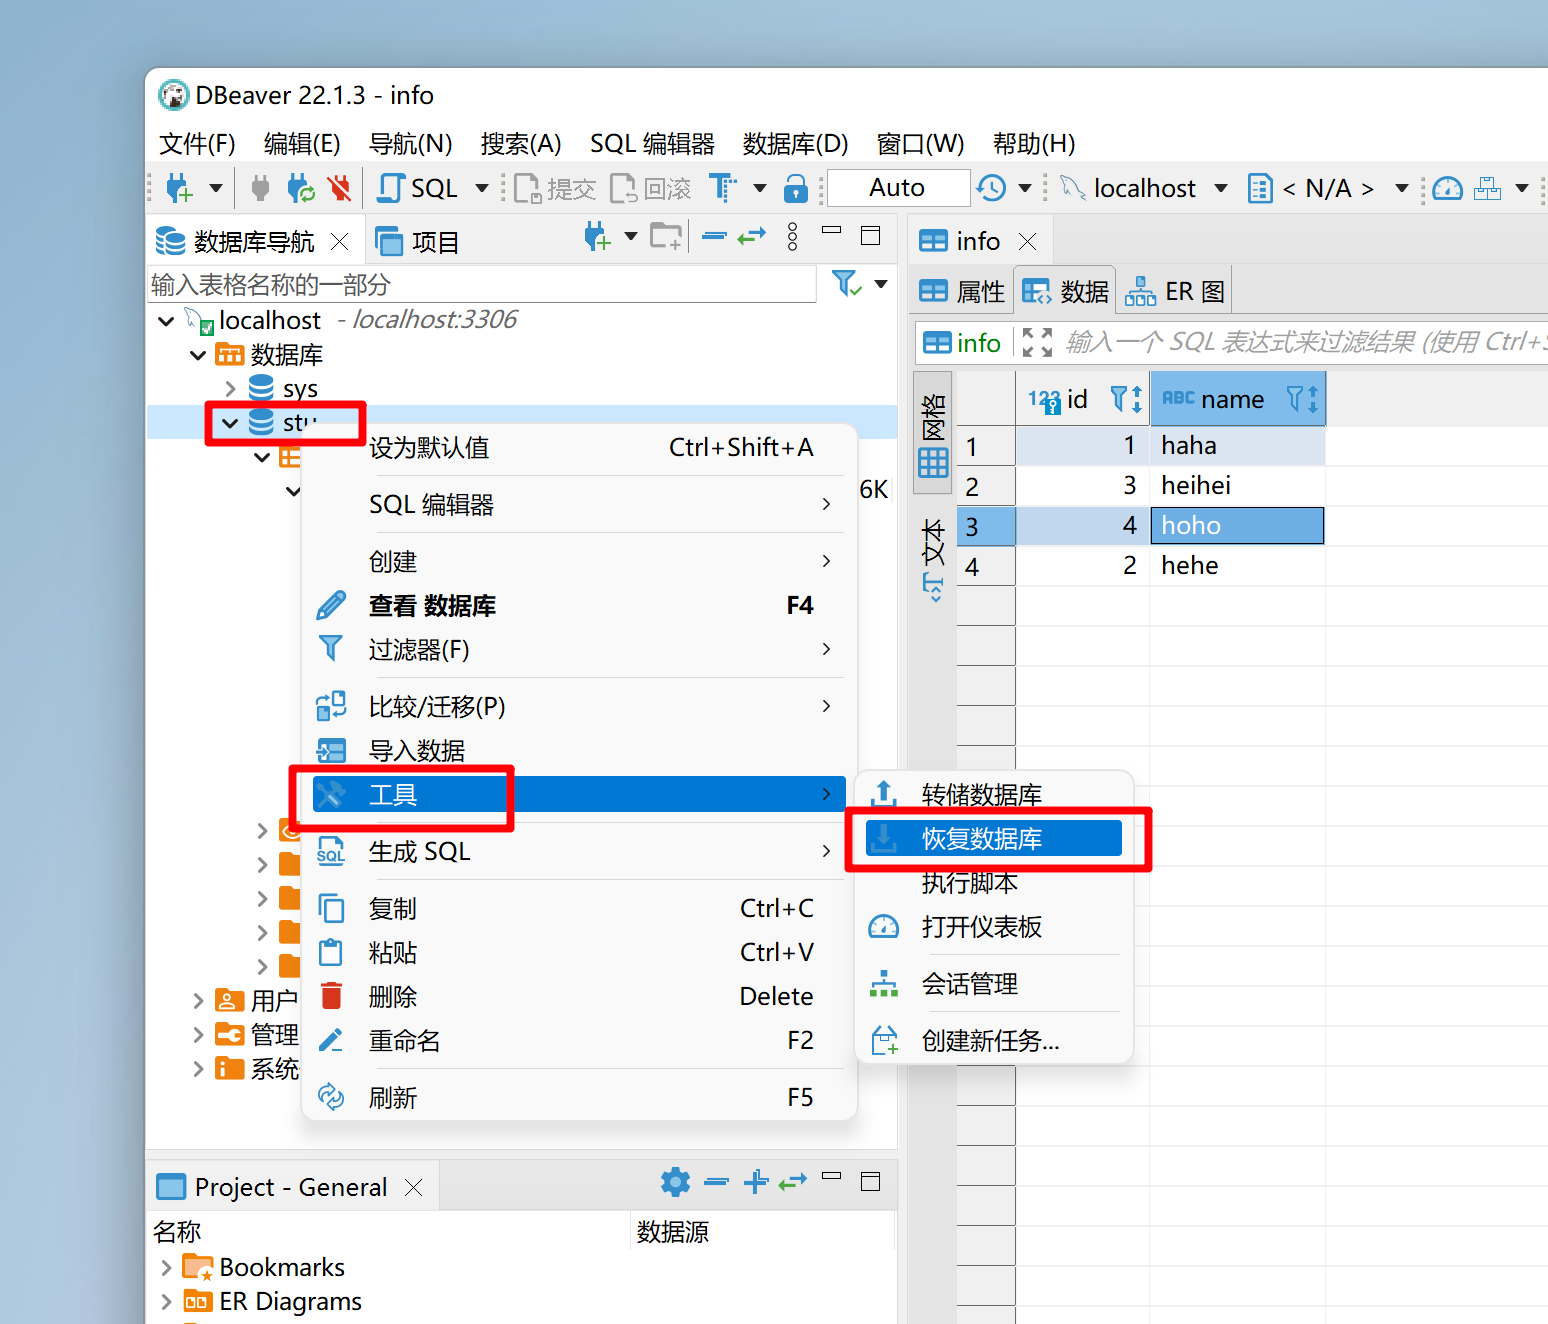 DBeaver 22.1.3 - info
文件(F) 编辑(E) 导航(N) 搜索(A) SQL 编辑器 数据库(D) 窗口(W) 帮助(H)
SQL 提交 回滚 Auto localhost < N/A >
数据库导航 项目
输入表格名称的一部分
localhost - localhost:3306
数据库
sys
stu
6K
用户
管理
系统
设为默认值 Ctrl+Shift+A
SQL 编辑器
创建
查看 数据库 F4
过滤器(F)
比较/迁移(P)
导入数据
工具
生成 SQL
复制 Ctrl+C
粘贴 Ctrl+V
删除 Delete
重命名 F2
刷新 F5
转储数据库
恢复数据库
执行脚本
打开仪表板
会话管理
创建新任务...
info
属性 数据 ER 图
info 输入一个 SQL 表达式来过滤结果 (使用 Ctrl+S
网格
文本
123 id ABC name
1 1 haha
2 3 heihei
3 4 hoho
4 2 hehe
Project - General
名称 数据源
Bookmarks
ER Diagrams